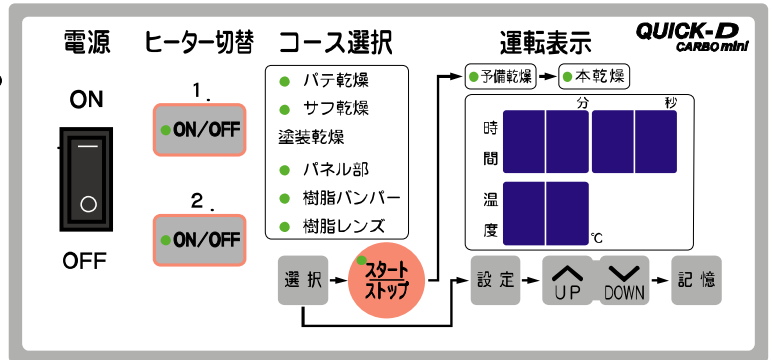 電源
ヒーター切替
コース選択
運転表示
QUICK-D
CARBO mini
ON
OFF
1.
ON/OFF
2.
ON/OFF
パテ乾燥
サフ乾燥
塗装乾燥
パネル部
樹脂バンパー
樹脂レンズ
選択
スタート
ストップ
予備乾燥
本乾燥
分 秒
時間
温度
℃
設定
UP
DOWN
記憶